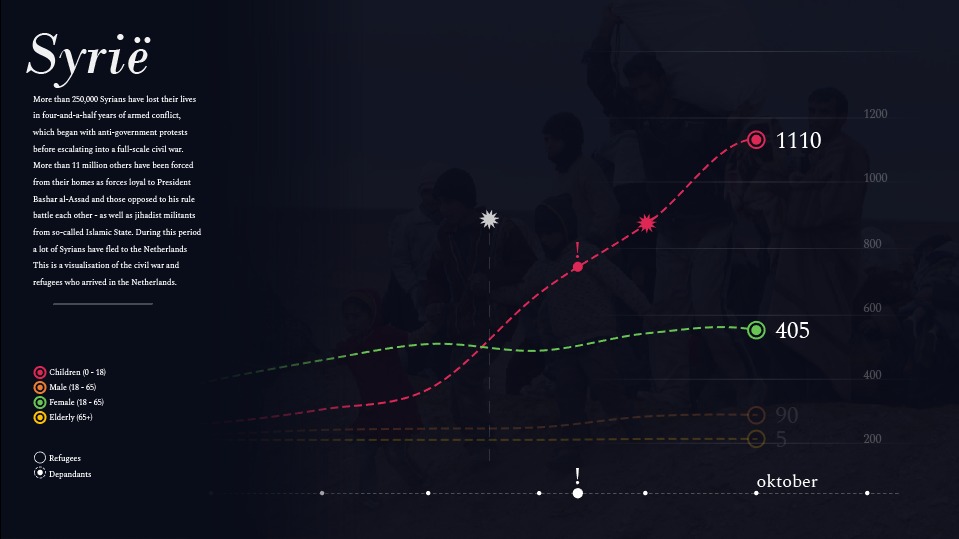 Syrië
More than 250,000 Syrians have lost their lives
in four-and-a-half years of armed conflict,
which began with anti-government protests
before escalating into a full-scale civil war.
More than 11 million others have been forced
from their homes as forces loyal to President
Bashar al-Assad and those opposed to his rule
battle each other - as well as jihadist militants
from so-called Islamic State. During this period
a lot of Syrians have fled to the Netherlands
This is a visualisation of the civil war and
refugees who arrived in the Netherlands.
Children (0 - 18)
Male (18 - 65)
Female (18 - 65)
Elderly (65+)
Refugees
Depandants
1200
1110
1000
800
!
600
405
400
90
5
200
!
oktober